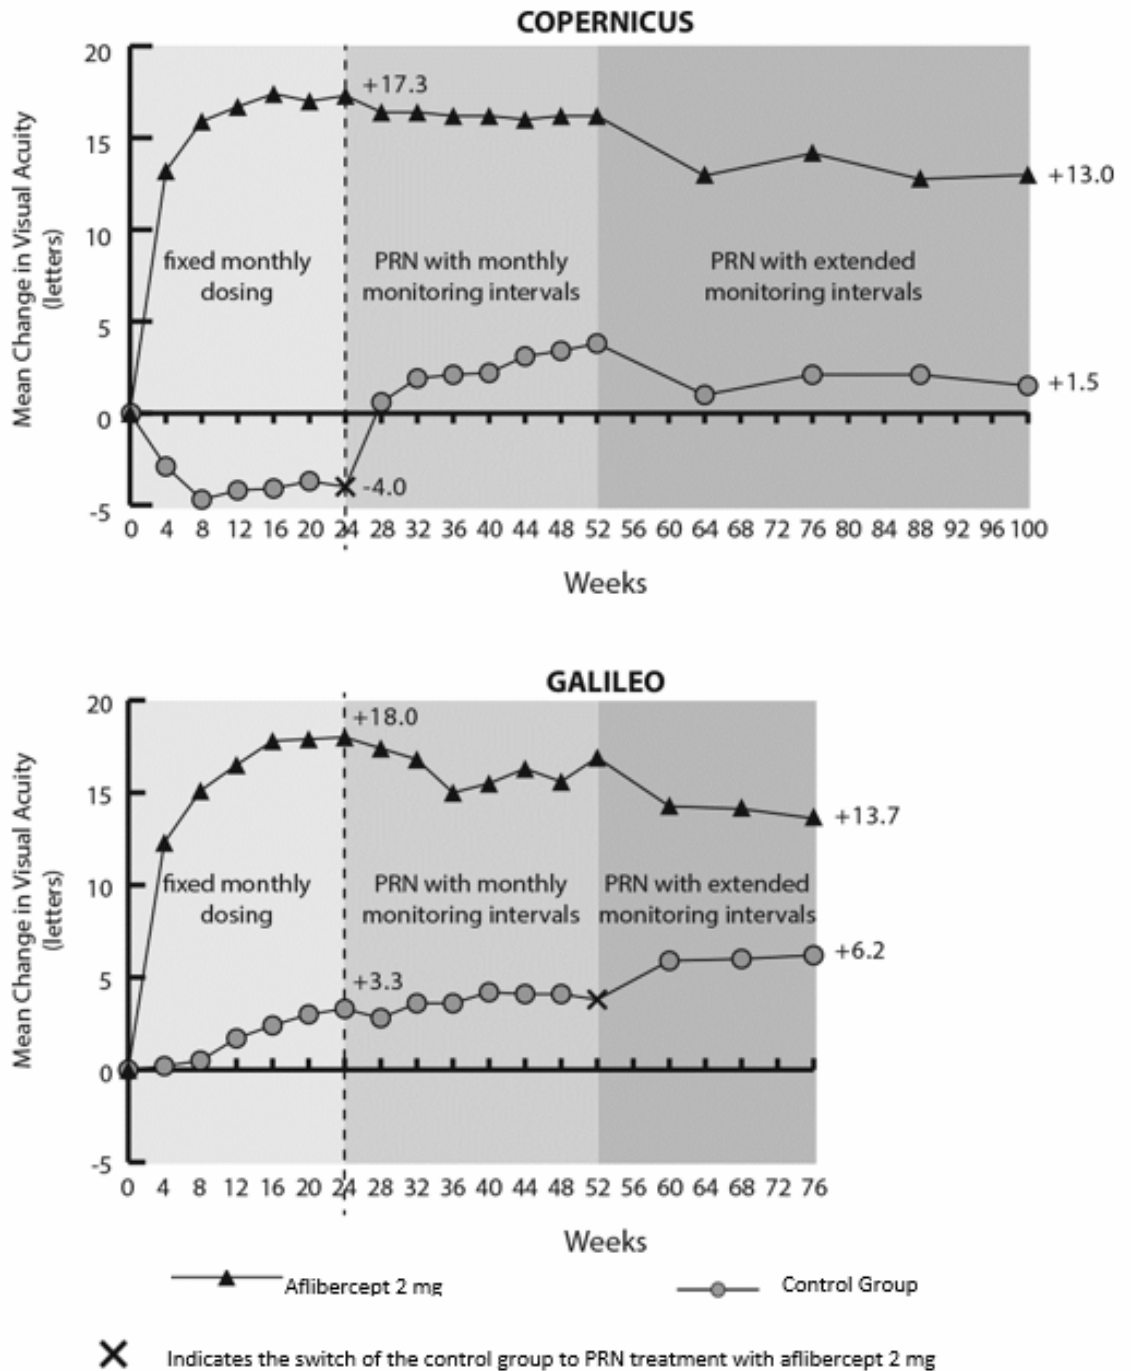 COPERNICUS
Mean Change in Visual Acuity
(letters)
20
15
10
5
0
-5
+17.3
+13.0
fixed monthly
dosing
PRN with monthly
monitoring intervals
PRN with extended
monitoring intervals
+1.5
-4.0
0 4 8 12 16 20 24 28 32 36 40 44 48 52 56 60 64 68 72 76 80 84 88 92 96 100
Weeks
GALILEO
Mean Change in Visual Acuity
(letters)
20
15
10
5
0
-5
+18.0
+13.7
fixed monthly
dosing
PRN with monthly
monitoring intervals
PRN with extended
monitoring intervals
+6.2
+3.3
0 4 8 12 16 20 24 28 32 36 40 44 48 52 56 60 64 68 72 76
Weeks
Aflibercept 2 mg
Control Group
Indicates the switch of the control group to PRN treatment with aflibercept 2 mg